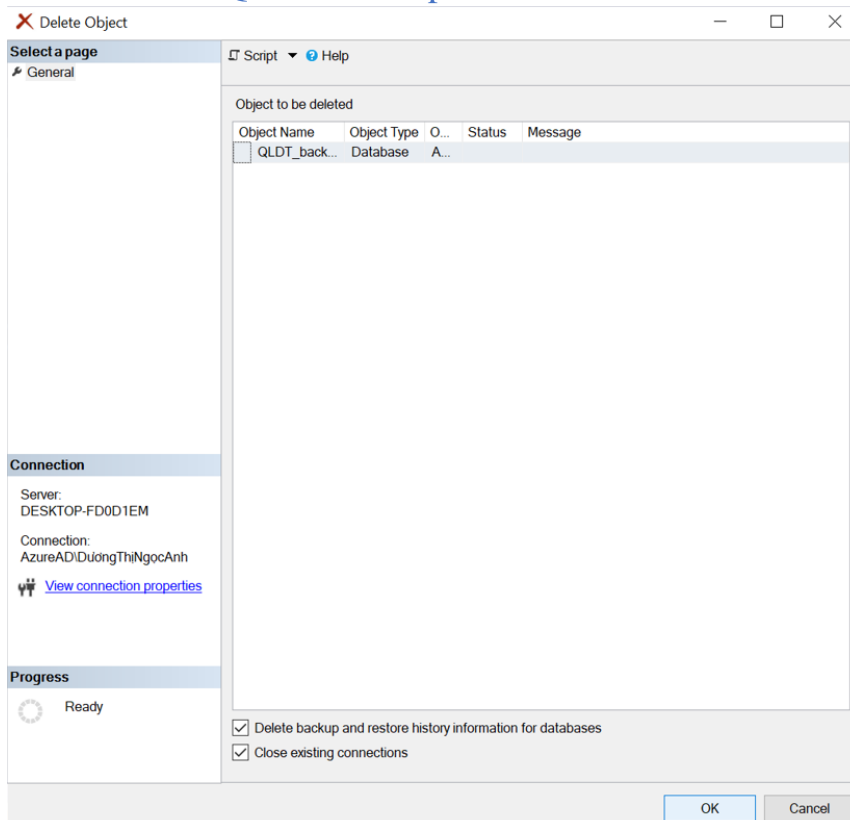 Delete Object
Select a page
General
Script Help
Object to be deleted
Object Name Object Type O... Status Message
QLDT_back... Database A...
Connection
Server:
DESKTOP-FD0D1EM
Connection:
AzureAD\DươngThịNgọcAnh
View connection properties
Progress
Ready
Delete backup and restore history information for databases
Close existing connections
OK Cancel